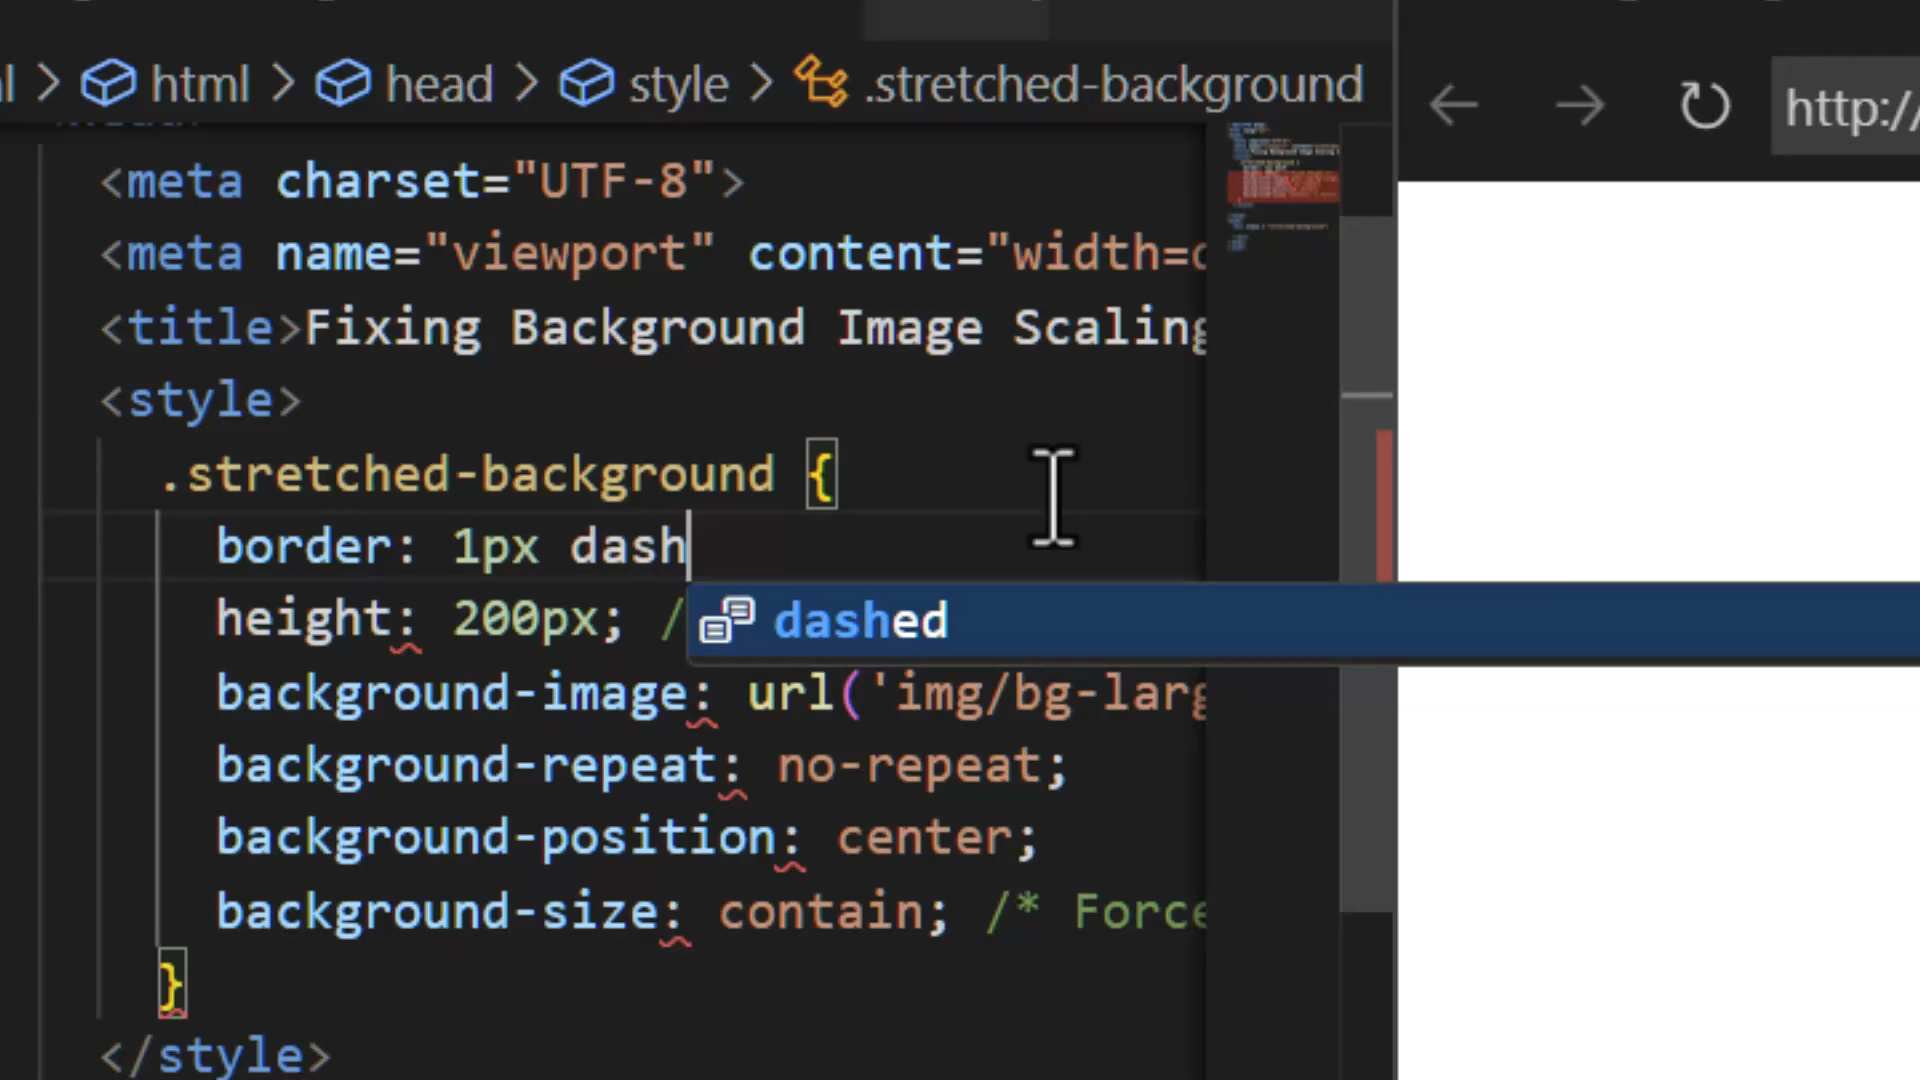 l > html > head > style > .stretched-background
http://
<meta charset="UTF-8">
<meta name="viewport" content="width=
<title>Fixing Background Image Scaling
<style>
.stretched-background {
border: 1px dash
dashed
height: 200px; /
background-image: url('img/bg-larg
background-repeat: no-repeat;
background-position: center;
background-size: contain; /* Force
}
</style>